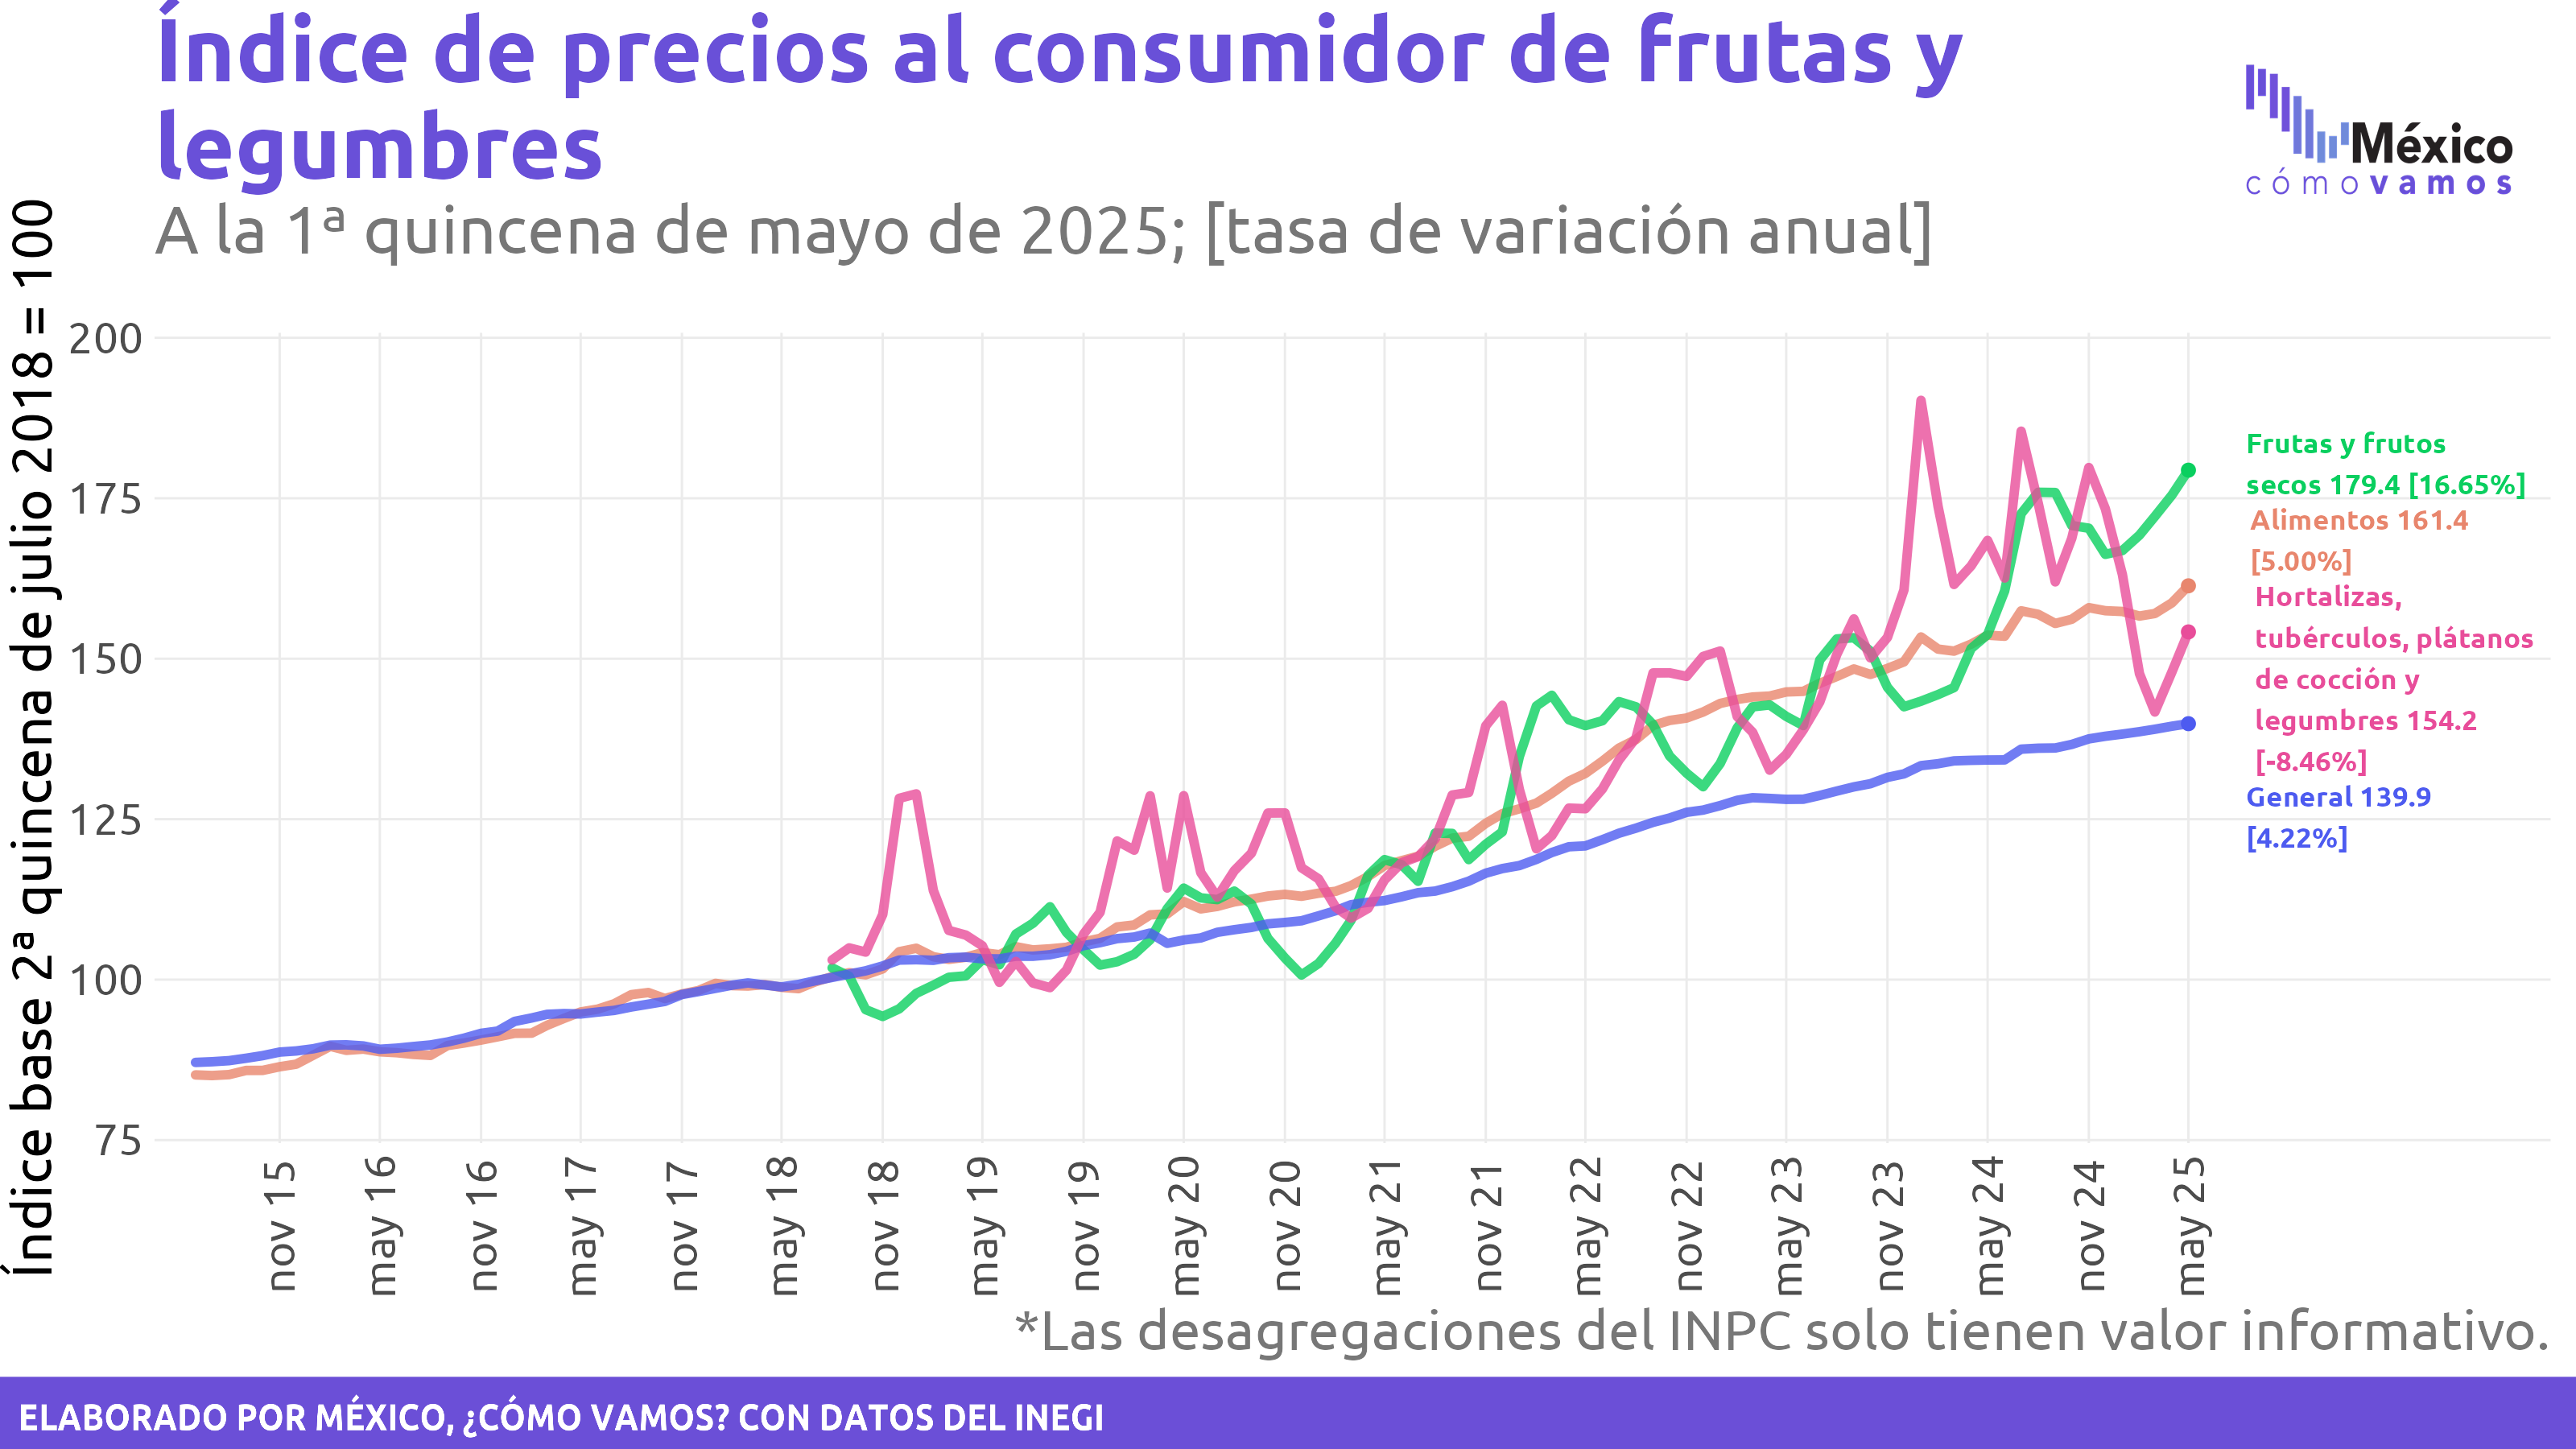 Índice de precios al consumidor de frutas y
legumbres
A la 1ª quincena de mayo de 2025; [tasa de variación anual]
México
cómo vamos
Índice base 2ª quincena de julio 2018 = 100
200
175
150
125
100
75
Frutas y frutos
secos 179.4 [16.65%]
Alimentos 161.4
[5.00%]
Hortalizas,
tubérculos, plátanos
de cocción y
legumbres 154.2
[-8.46%]
General 139.9
[4.22%]
nov 15
may 16
nov 16
may 17
nov 17
may 18
nov 18
may 19
nov 19
may 20
nov 20
may 21
nov 21
may 22
nov 22
may 23
nov 23
may 24
nov 24
may 25
*Las desagregaciones del INPC solo tienen valor informativo.
ELABORADO POR MÉXICO, ¿CÓMO VAMOS? CON DATOS DEL INEGI